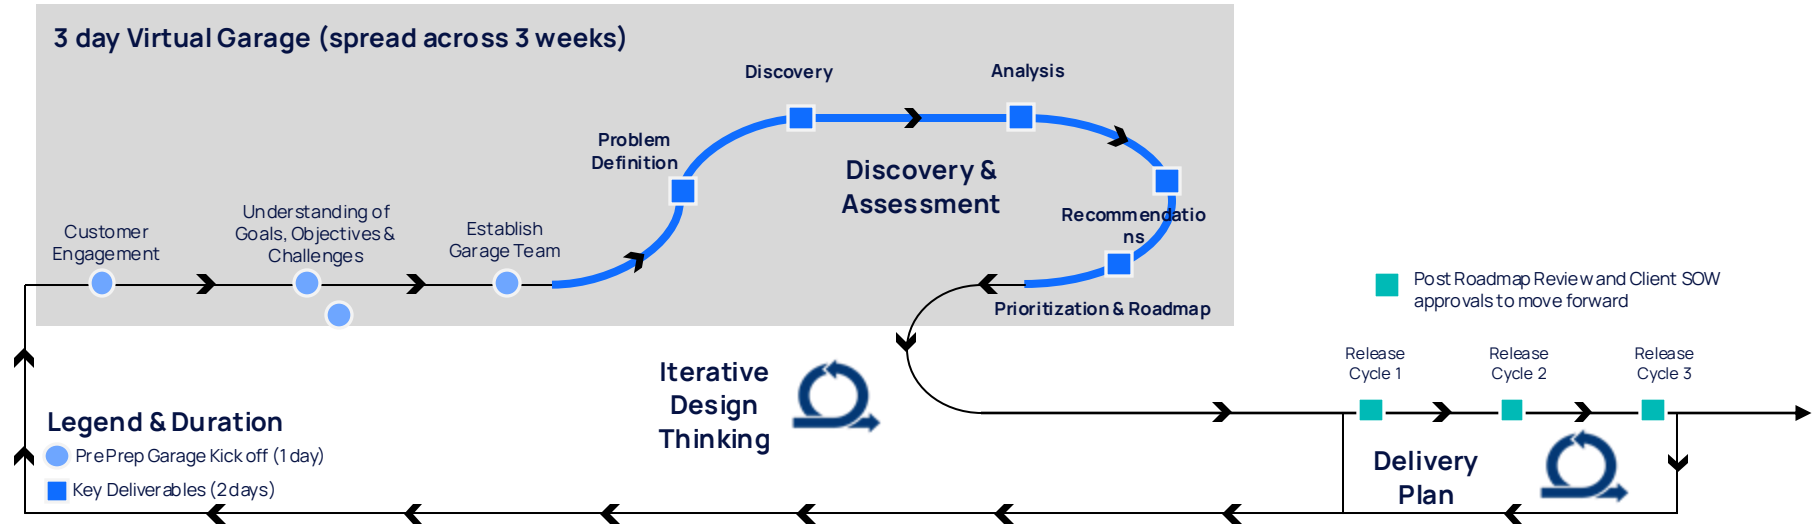 3 day Virtual Garage (spread across 3 weeks)
Discovery
Analysis
Problem
Definition
Discovery &
Assessment
Customer
Engagement
Understanding of
Goals, Objectives &
Challenges
Establish
Garage Team
Recommendatio
ns
Prioritization & Roadmap
Post Roadmap Review and Client SOW
approvals to move forward
Iterative
Design
Thinking
Release
Cycle 1
Release
Cycle 2
Release
Cycle 3
Legend & Duration
Pre Prep Garage Kick off (1 day)
Key Deliverables (2 days)
Delivery
Plan